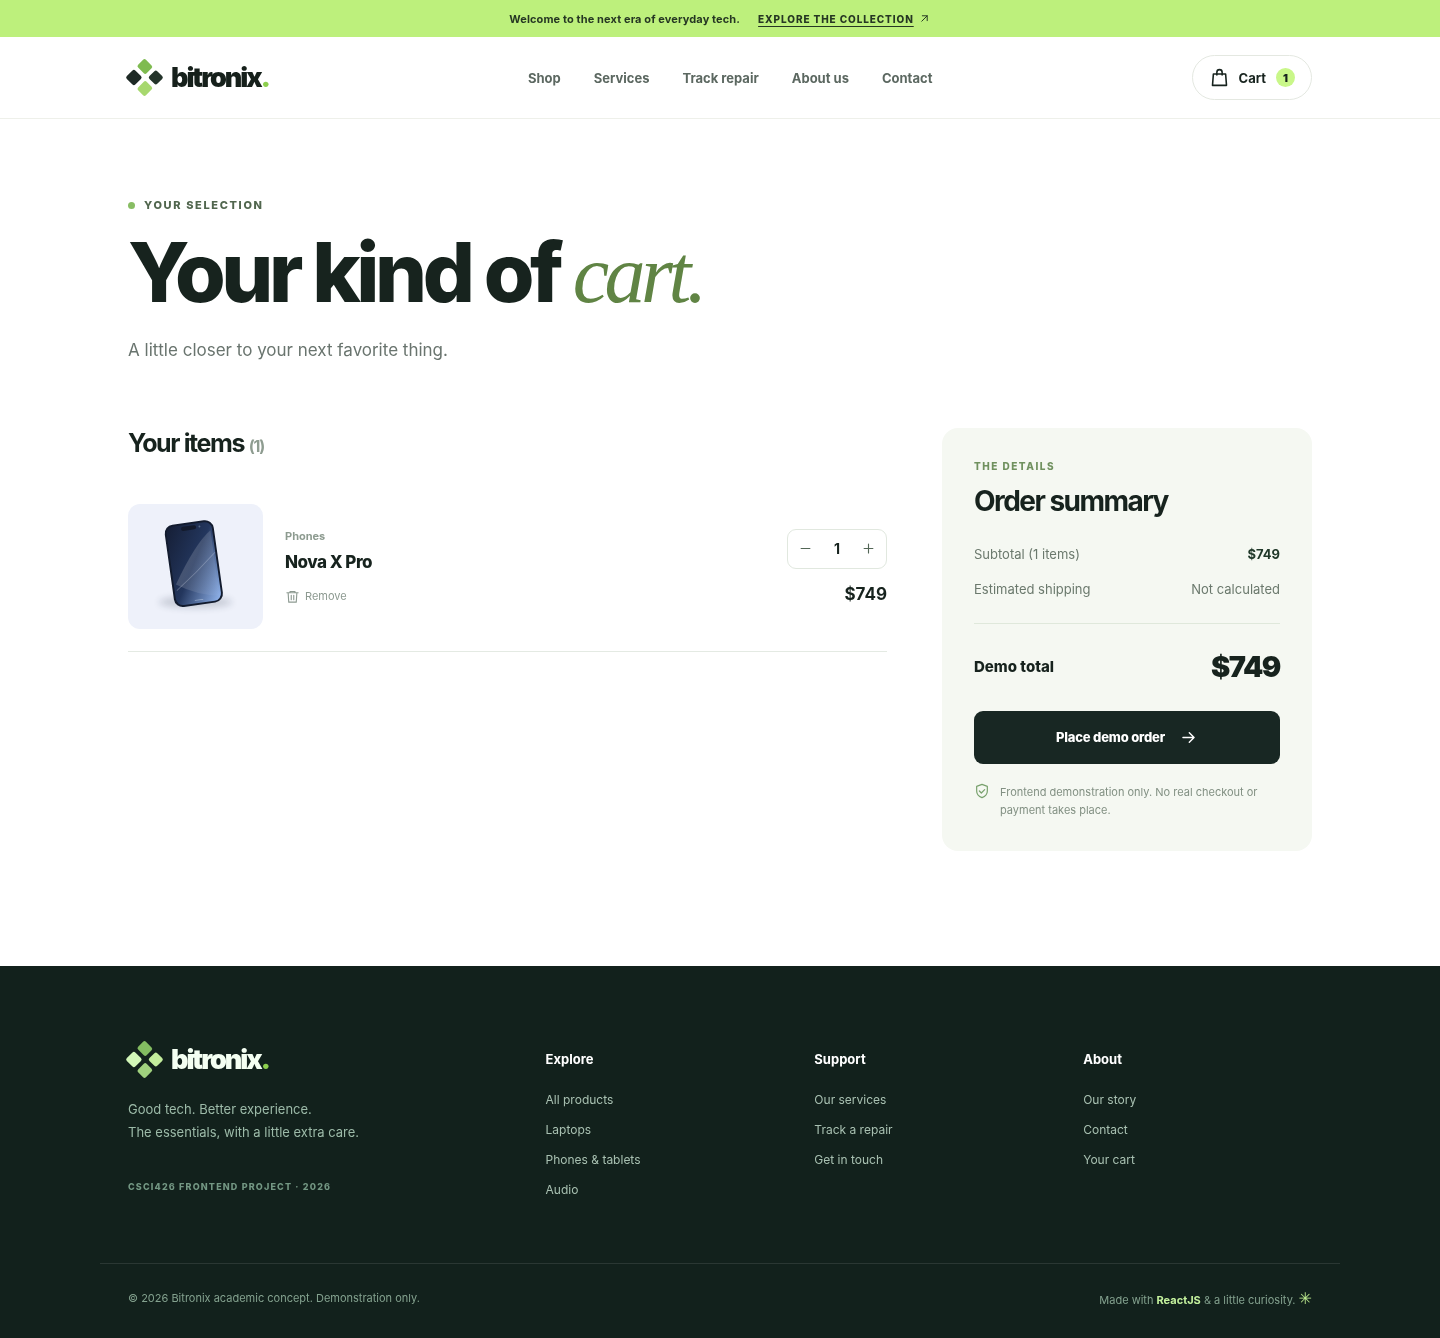 Welcome to the next era of everyday tech. EXPLORE THE COLLECTION
bitronix.
Shop Services Track repair About us Contact
Cart 1
YOUR SELECTION
Your kind of cart.
A little closer to your next favorite thing.
Your items (1)
Phones
Nova X Pro
Remove
1
$749
THE DETAILS
Order summary
Subtotal (1 items) $749
Estimated shipping Not calculated
Demo total $749
Place demo order
Frontend demonstration only. No real checkout or
payment takes place.
bitronix.
Good tech. Better experience.
The essentials, with a little extra care.
CSCI426 FRONTEND PROJECT · 2026
Explore
All products
Laptops
Phones & tablets
Audio
Support
Our services
Track a repair
Get in touch
About
Our story
Contact
Your cart
© 2026 Bitronix academic concept. Demonstration only.
Made with ReactJS & a little curiosity.